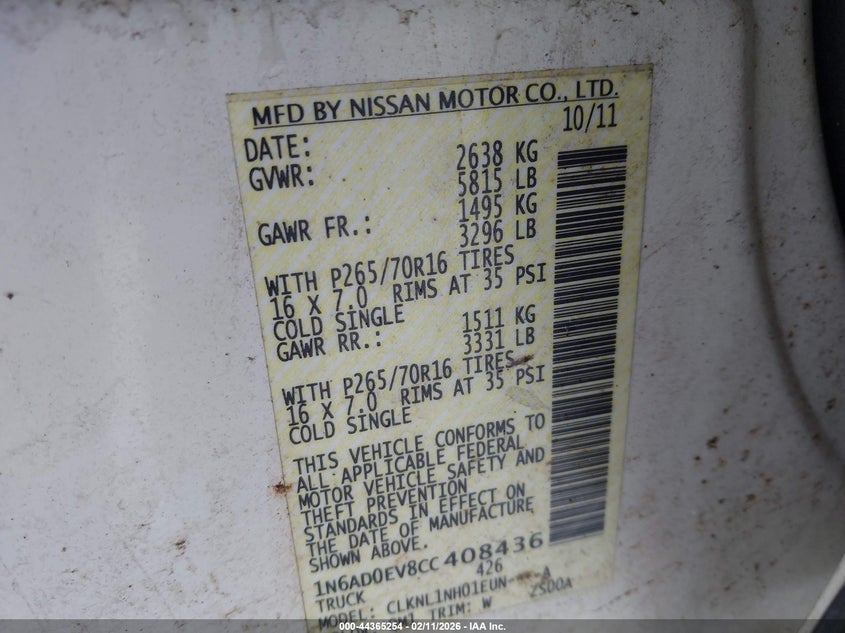 MFD BY NISSAN MOTOR CO., LTD.
DATE: 10/11
GVWR: 2638 KG
5815 LB
GAWR FR.: 1495 KG
3296 LB
WITH P265/70R16 TIRES
16 X 7.0 RIMS AT 35 PSI
COLD SINGLE
GAWR RR.: 1511 KG
3331 LB
WITH P265/70R16 TIRES
16 X 7.0 RIMS AT 35 PSI
COLD SINGLE
THIS VEHICLE CONFORMS TO
ALL APPLICABLE FEDERAL
MOTOR VEHICLE SAFETY AND
THEFT PREVENTION
STANDARDS IN EFFECT ON
THE DATE OF MANUFACTURE
SHOWN ABOVE.
1N6AD0EV8CC408436
TRUCK 426
MODEL: CLKNL1NH01EUN
TRIM: W ZSD0A
000-44365254 - 02/11/2026 - IAA Inc.